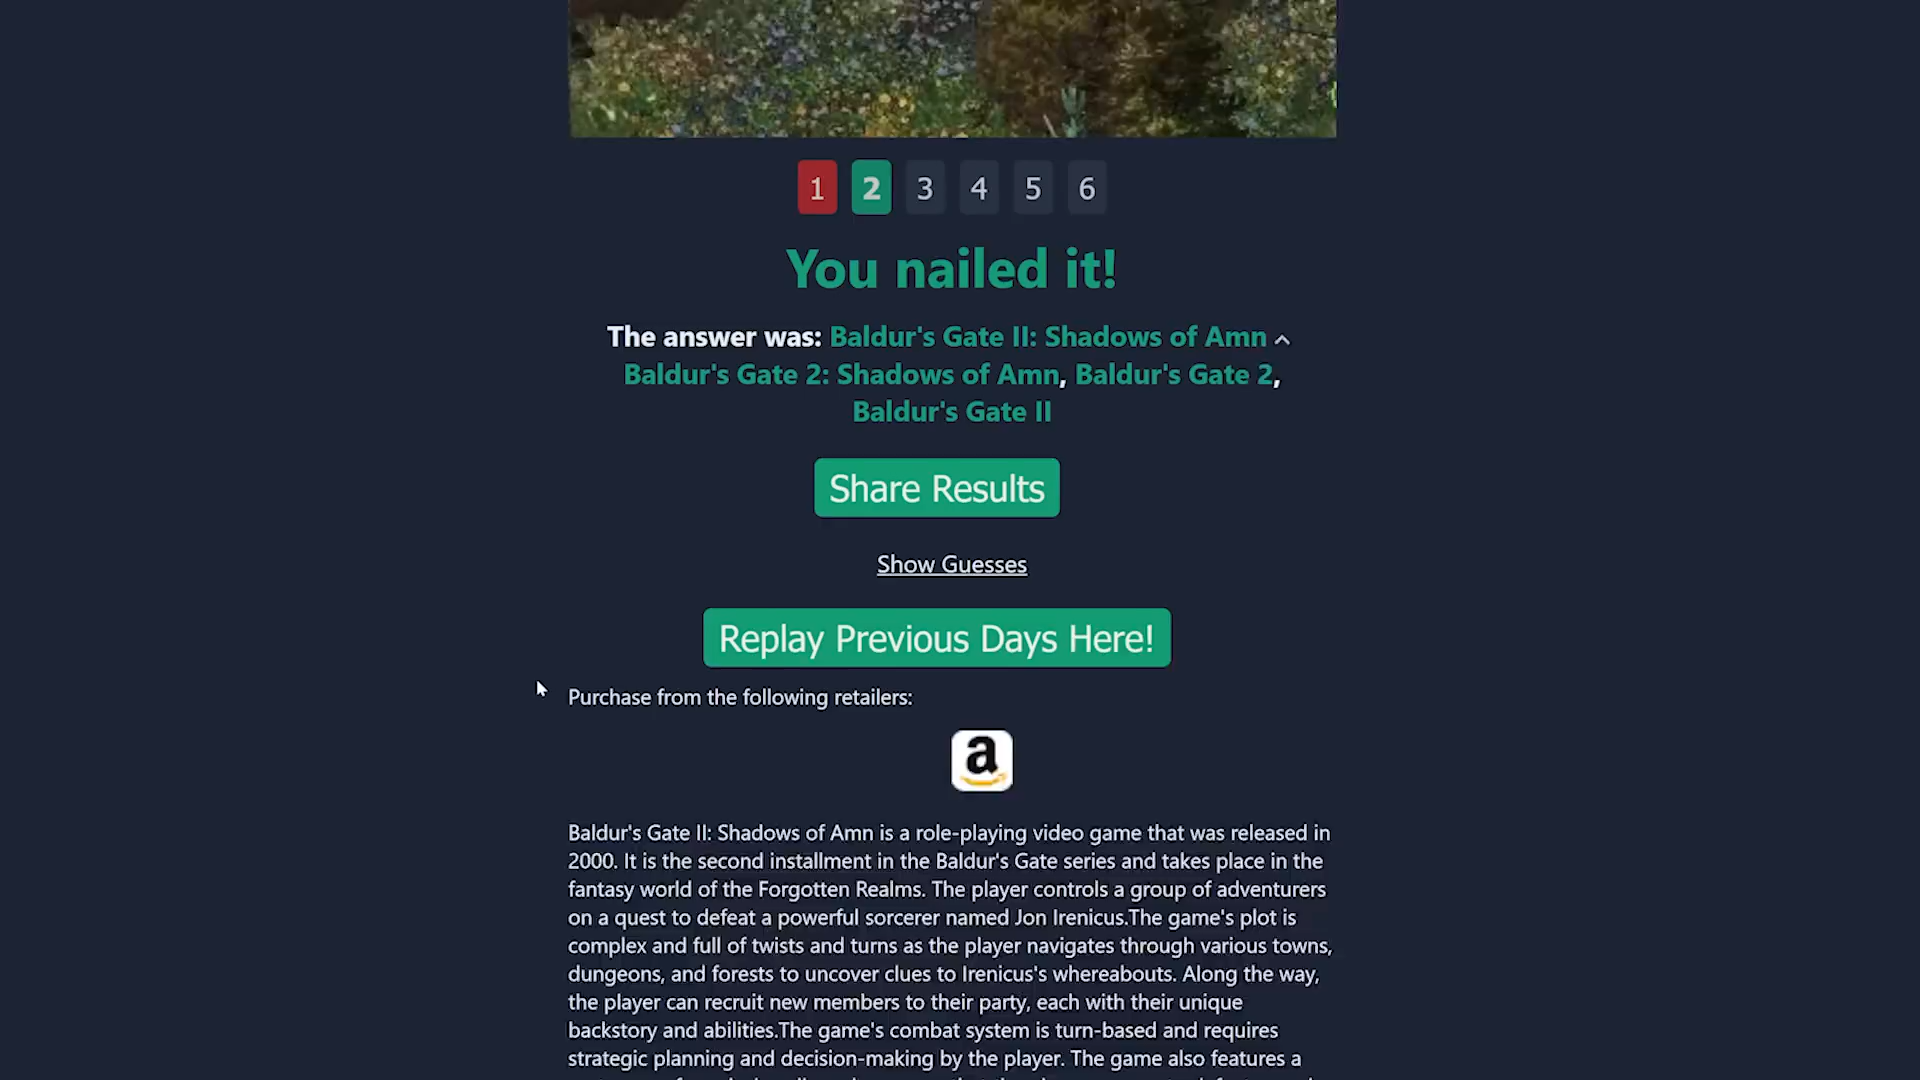 1 2 3 4 5 6
You nailed it!
The answer was: Baldur's Gate II: Shadows of Amn
Baldur's Gate 2: Shadows of Amn, Baldur's Gate 2,
Baldur's Gate II
Share Results
Show Guesses
Replay Previous Days Here!
Purchase from the following retailers:
a
Baldur's Gate II: Shadows of Amn is a role-playing video game that was released in
2000. It is the second installment in the Baldur's Gate series and takes place in the
fantasy world of the Forgotten Realms. The player controls a group of adventurers
on a quest to defeat a powerful sorcerer named Jon Irenicus.The game's plot is
complex and full of twists and turns as the player navigates through various towns,
dungeons, and forests to uncover clues to Irenicus's whereabouts. Along the way,
the player can recruit new members to their party, each with their unique
backstory and abilities.The game's combat system is turn-based and requires
strategic planning and decision-making by the player. The game also features a